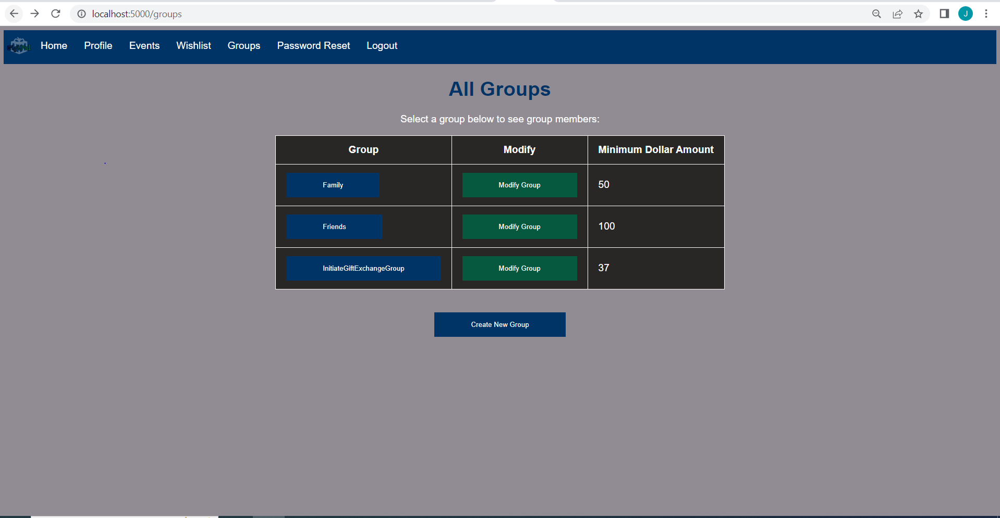 localhost:5000/groups
J
Home Profile Events Wishlist Groups Password Reset Logout
All Groups
Select a group below to see group members:
Group Modify Minimum Dollar Amount
Family Modify Group 50
Friends Modify Group 100
InitiateGiftExchangeGroup Modify Group 37
Create New Group